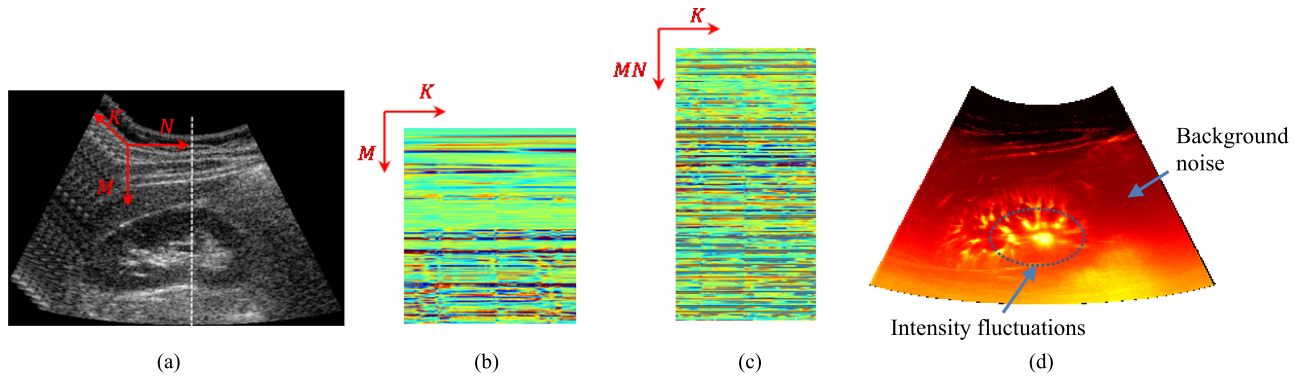 K
N
M
(a)
K
M
(b)
K
MN
(c)
Background
noise
Intensity fluctuations
(d)